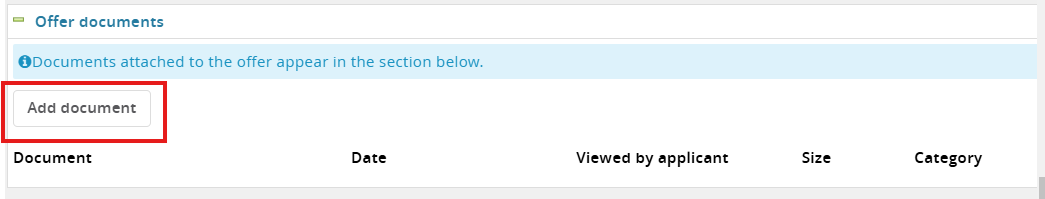 Offer documents
Documents attached to the offer appear in the section below.
Add document
Document Date Viewed by applicant Size Category